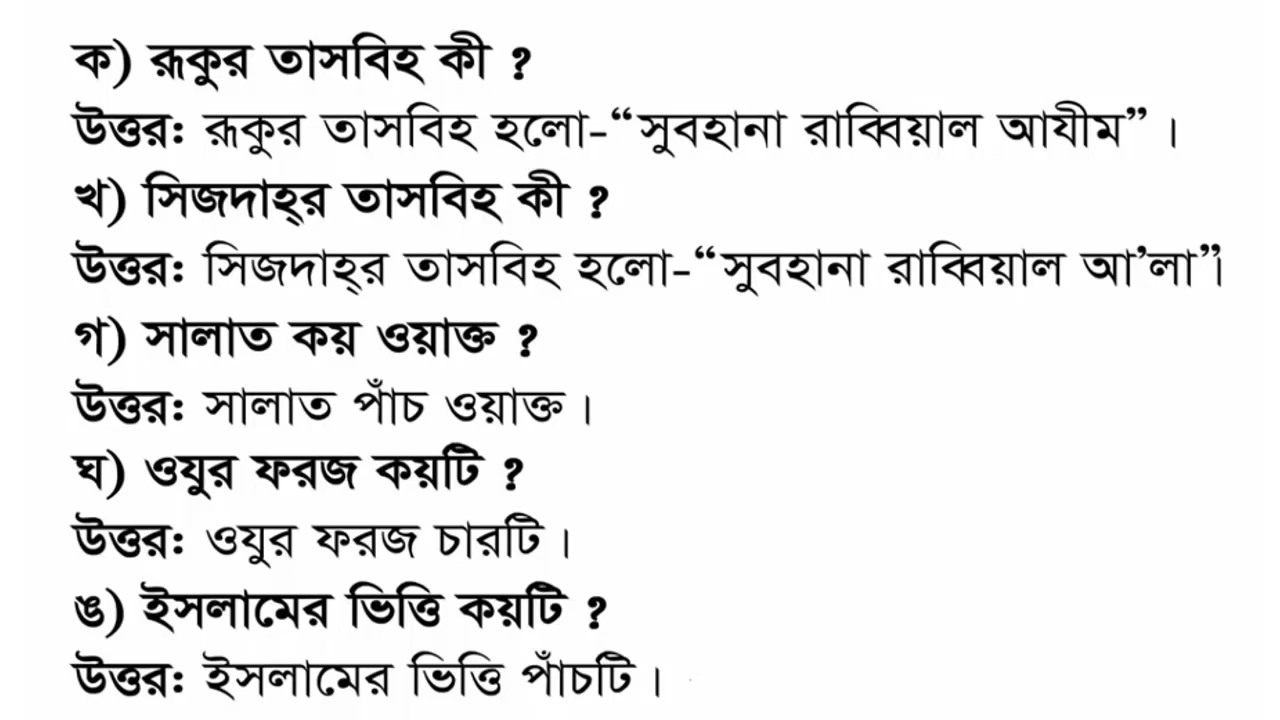 ক) রূকুর তাসবিহ কী ?
উত্তর: রূকুর তাসবিহ হলো-“সুবহানা রাব্বিয়াল আযীম” ।
খ) সিজদাহ্‌র তাসবিহ কী ?
উত্তর: সিজদাহ্‌র তাসবিহ হলো-“সুবহানা রাব্বিয়াল আ’লা”।
গ) সালাত কয় ওয়াক্ত ?
উত্তর: সালাত পাঁচ ওয়াক্ত ।
ঘ) ওযুর ফরজ কয়টি ?
উত্তর: ওযুর ফরজ চারটি ।
ঙ) ইসলামের ভিত্তি কয়টি ?
উত্তর: ইসলামের ভিত্তি পাঁচটি ।